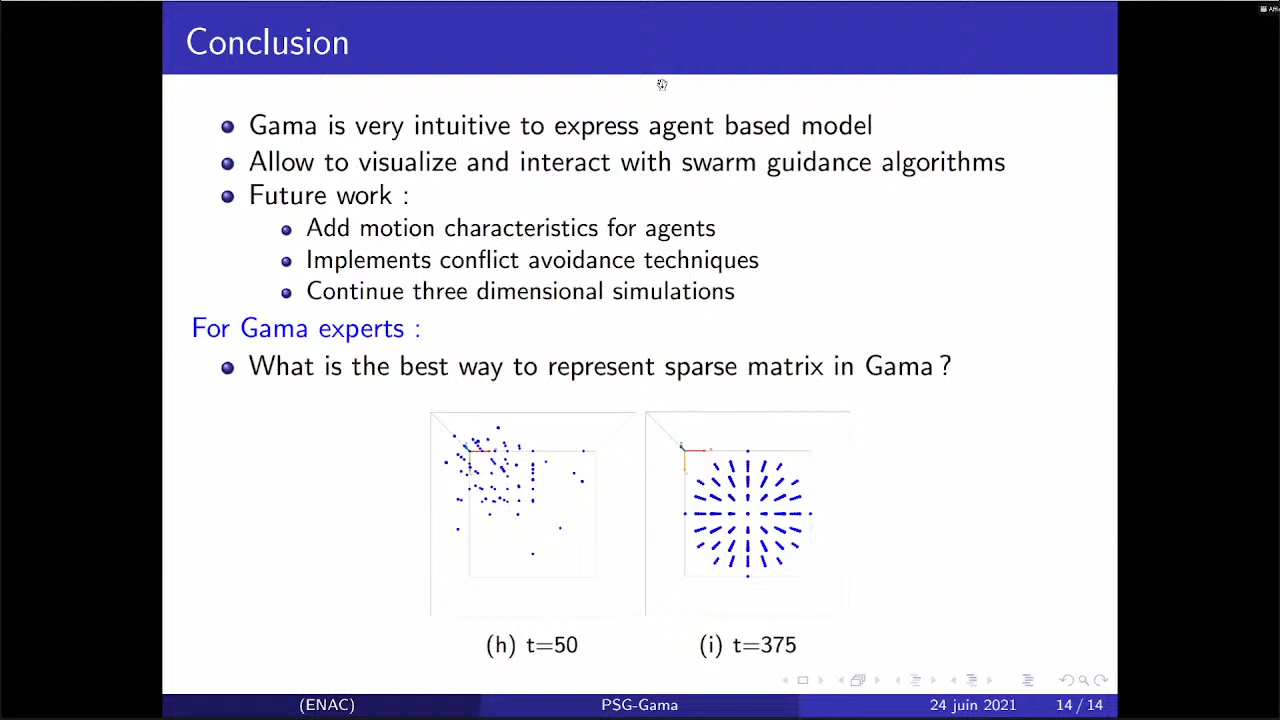 Conclusion
Gama is very intuitive to express agent based model
Allow to visualize and interact with swarm guidance algorithms
Future work :
Add motion characteristics for agents
Implements conflict avoidance techniques
Continue three dimensional simulations
For Gama experts :
What is the best way to represent sparse matrix in Gama ?
(h) t=50
(i) t=375
(ENAC)
PSG-Gama
24 juin 2021
14 / 14